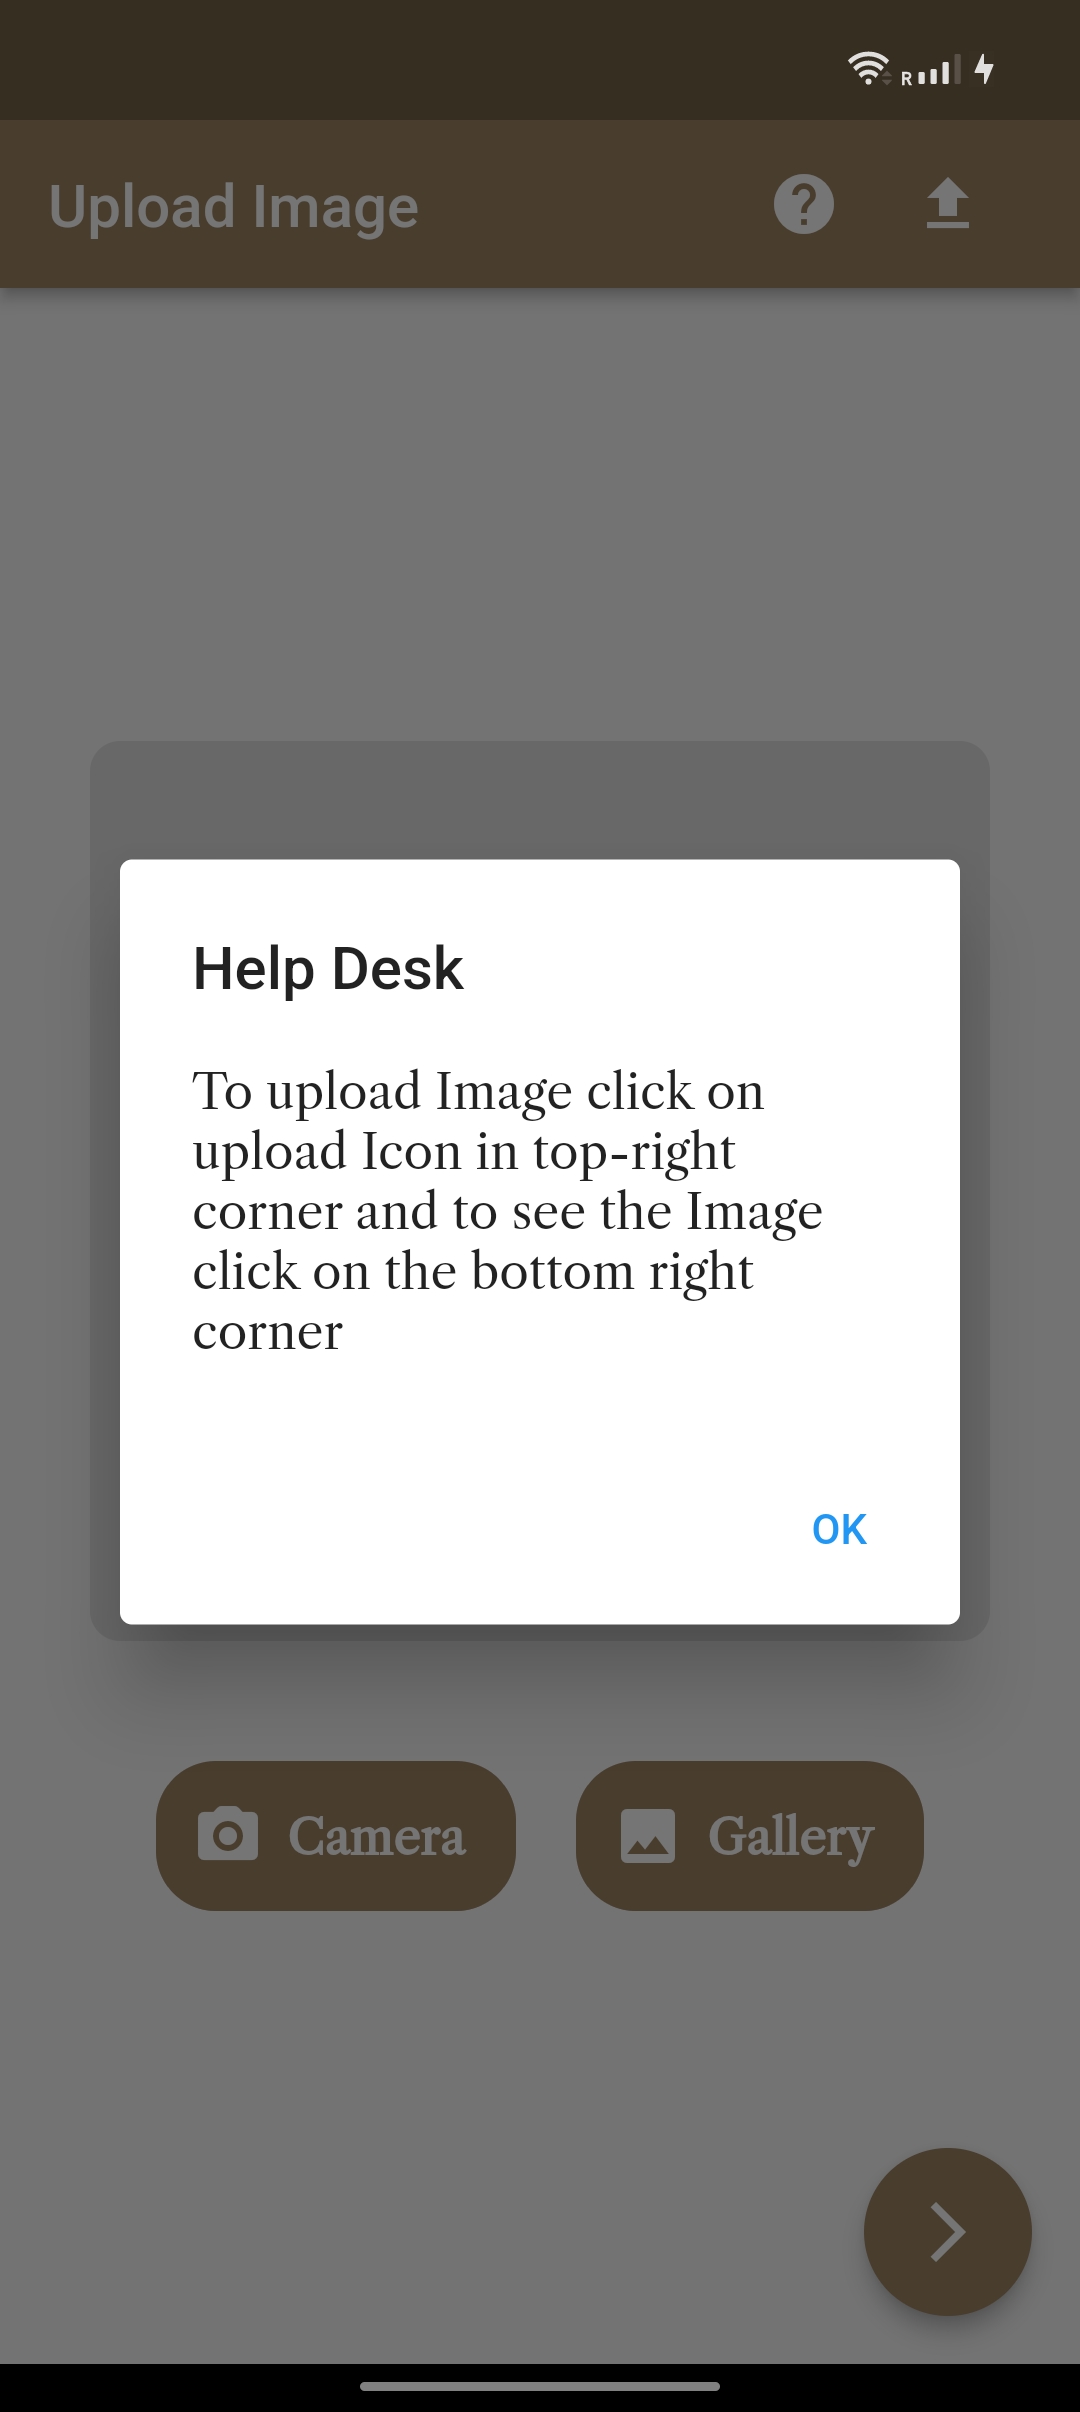 R
Upload Image
Help Desk
To upload Image click on
upload Icon in top-right
corner and to see the Image
click on the bottom right
corner
OK
Camera
Gallery